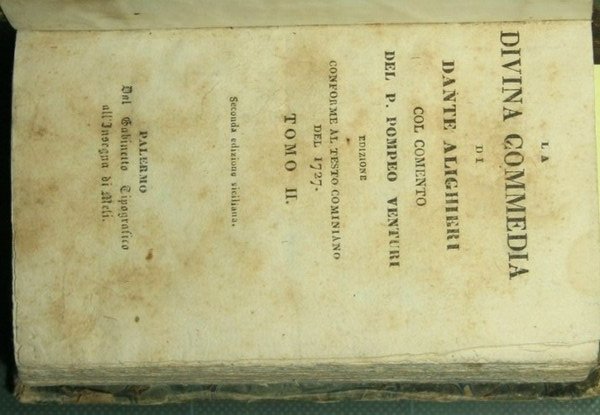 LA
DIVINA COMMEDIA
DI
DANTE ALIGHIERI
COL COMENTO
DEL P. POMPEO VENTURI
EDIZIONE
CONFORME AL TESTO COMINIANO
DEL 1727.
TOMO II.
Seconda edizione siciliana.
PALERMO
Dal Gabinetto Tipografico
all'Insegna di Meli.